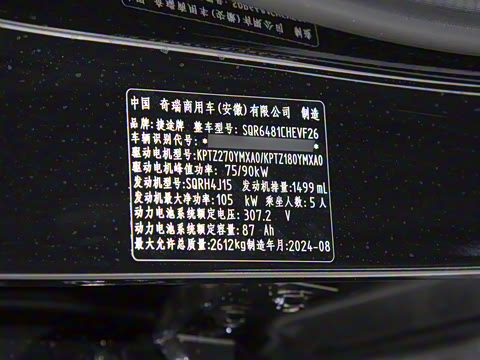 中国 奇瑞商用车(安徽)有限公司 制造
品牌:捷途牌 整车型号:SQR6481CHEVF26
车辆识别代号:* *
驱动电机型号:KPTZ270YMXA0/KPTZ180YMXA0
驱动电机峰值功率: 75/90kW
发动机型号:SQRH4J15 发动机排量:1499mL
发动机最大净功率:105 kW 乘坐人数:5人
动力电池系统额定电压:307.2 V
动力电池系统额定容量:87 Ah
最大允许总质量:2612kg制造年月:2024-08